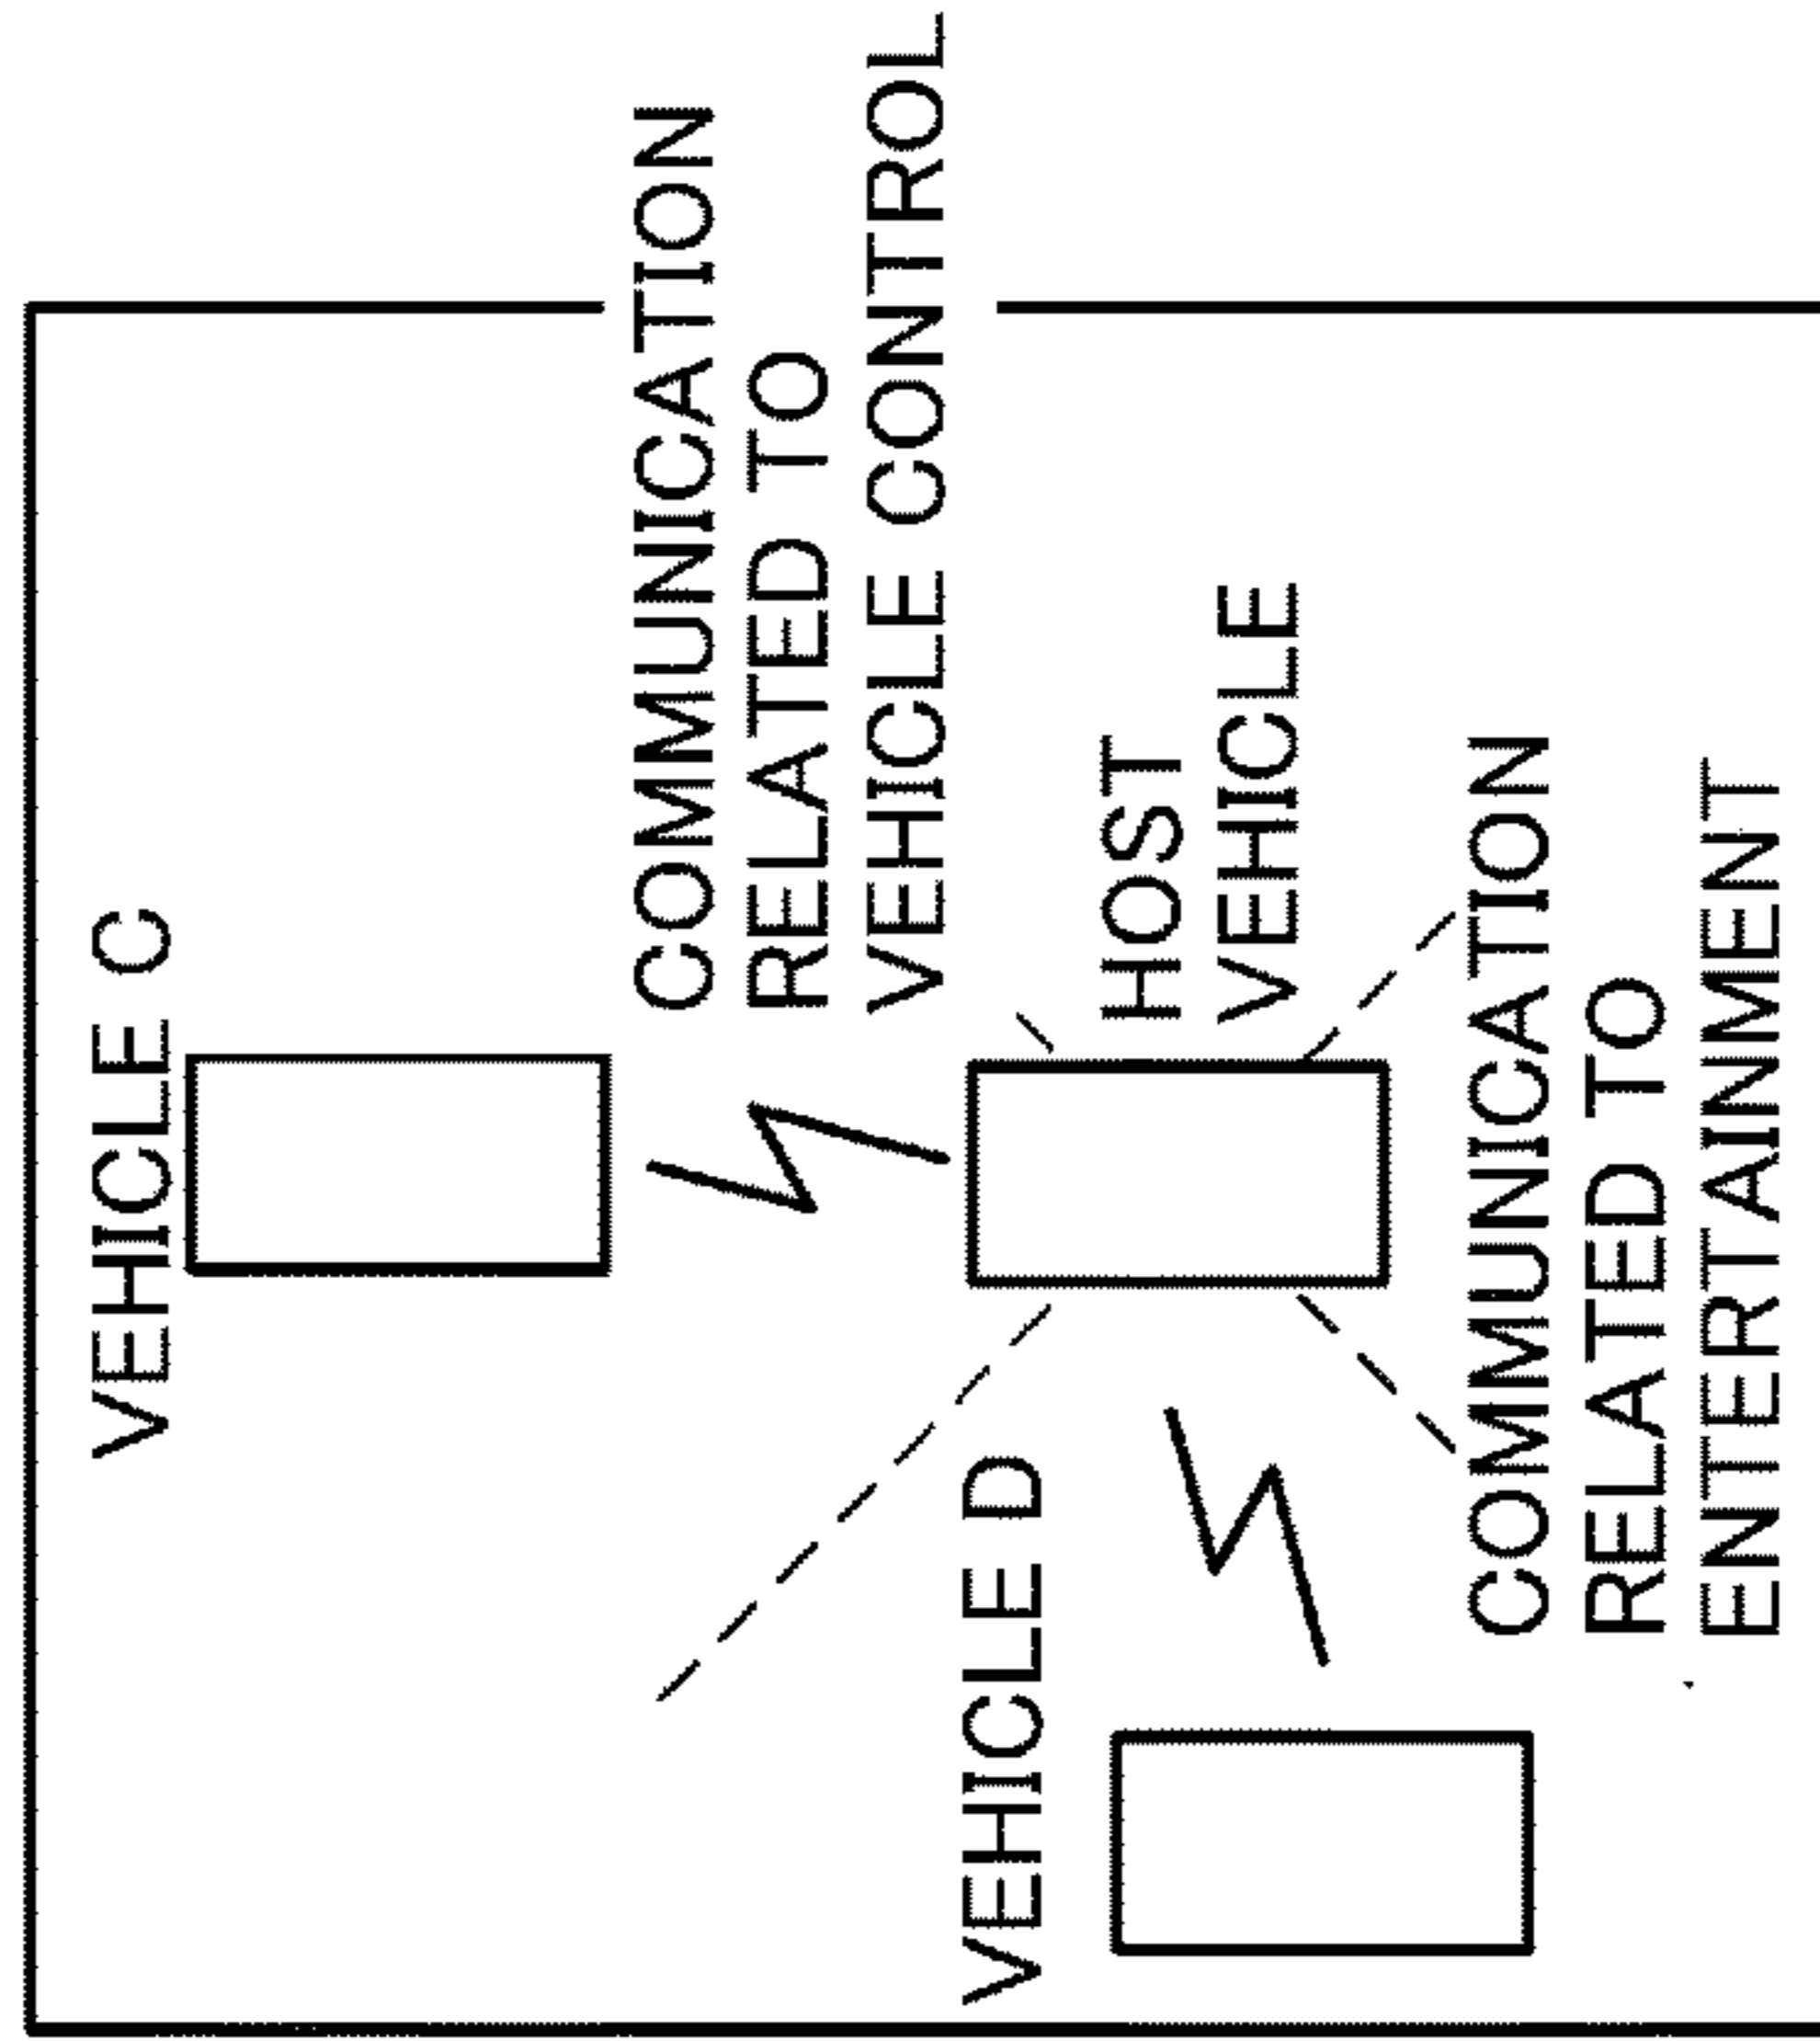 VEHICLE C
COMMUNICATION
RELATED TO
VEHICLE CONTROL
HOST
VEHICLE
VEHICLE D
COMMUNICATION
RELATED TO
ENTERTAINMENT